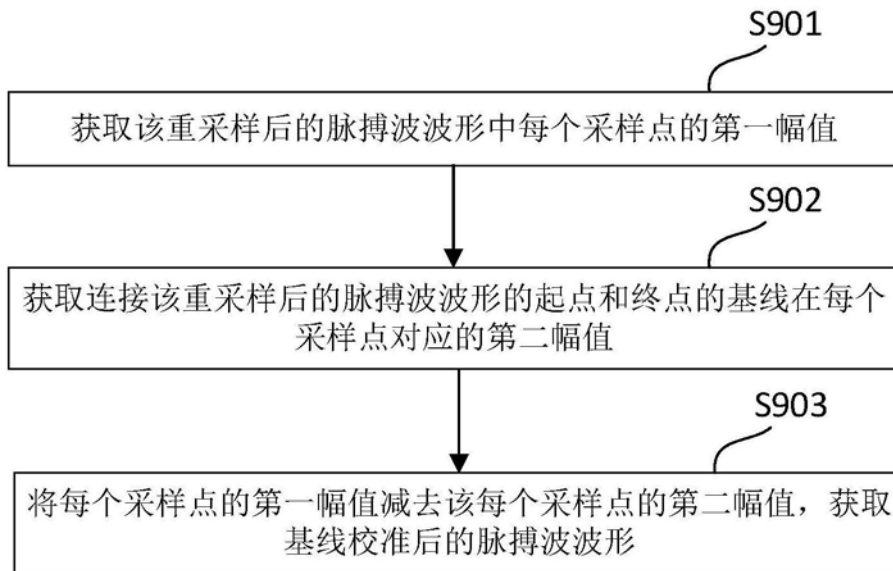 S901
获取该重采样后的脉搏波波形中每个采样点的第一幅值
S902
获取连接该重采样后的脉搏波波形的起点和终点的基线在每个
采样点对应的第二幅值
S903
将每个采样点的第一幅值减去该每个采样点的第二幅值，获取
基线校准后的脉搏波波形